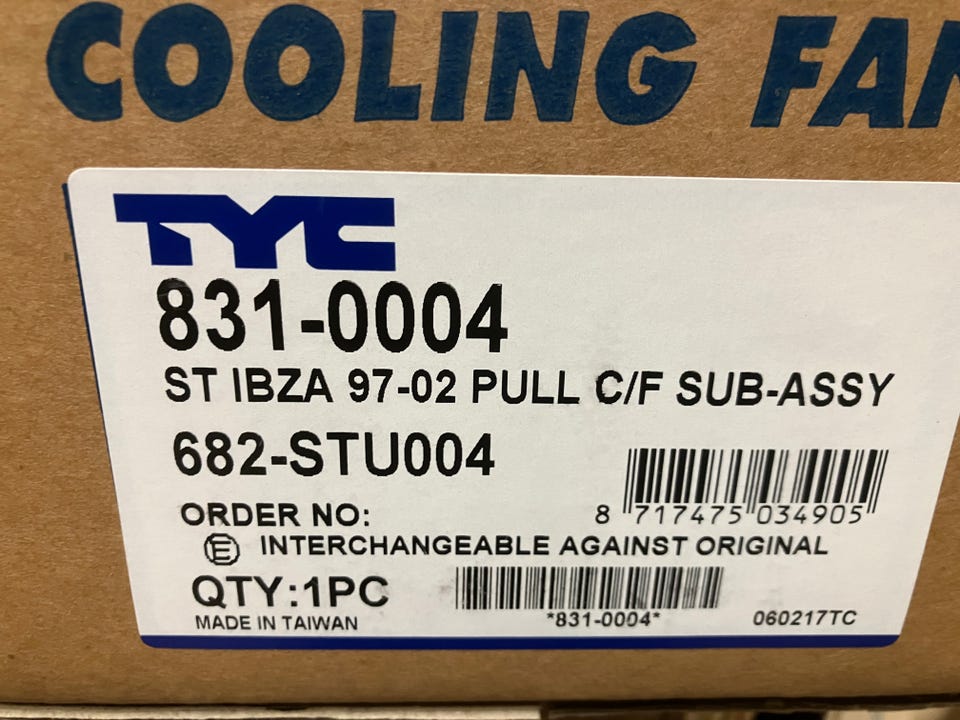 COOLING FAN
TYC
831-0004
ST IBZA 97-02 PULL C/F SUB-ASSY
682-STU004
8 717475 034905
ORDER NO:
E INTERCHANGEABLE AGAINST ORIGINAL
QTY:1PC
*831-0004*
MADE IN TAIWAN
060217TC